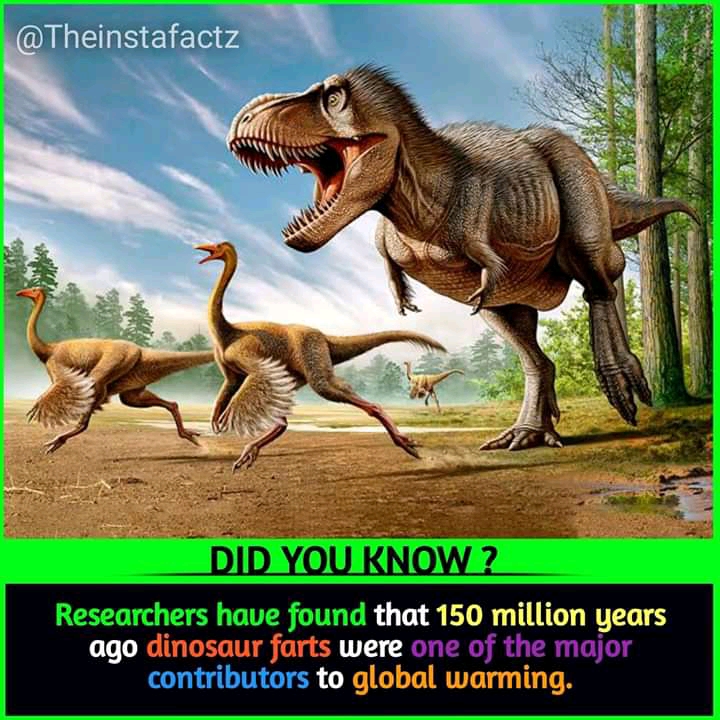 @Theinstafactz
DID YOU KNOW ?
Researchers have found that 150 million years
ago dinosaur farts were one of the major
contributors to global warming.